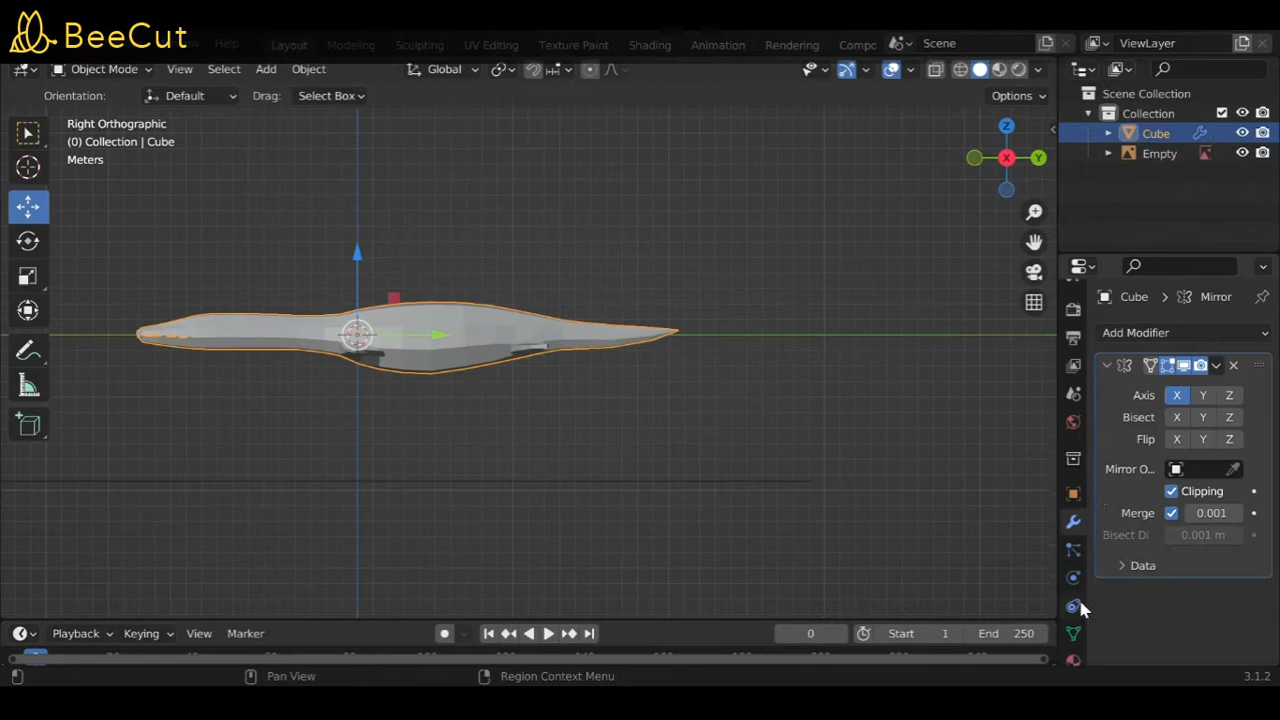 BeeCut
Help Layout Modeling Sculpting UV Editing Texture Paint Shading Animation Rendering Compc Scene ViewLayer
Object Mode View Select Add Object Global
Orientation: Default Drag: Select Box Options
Right Orthographic
(0) Collection | Cube
Meters
Z
X
Y
Scene Collection
Collection
Cube
Empty
Cube > Mirror
Add Modifier
Axis X Y Z
Bisect X Y Z
Flip X Y Z
Mirror O...
Clipping
Merge 0.001
Bisect Di 0.001 m
> Data
Playback Keying View Marker 0 Start 1 End 250
Pan View Region Context Menu 3.1.2